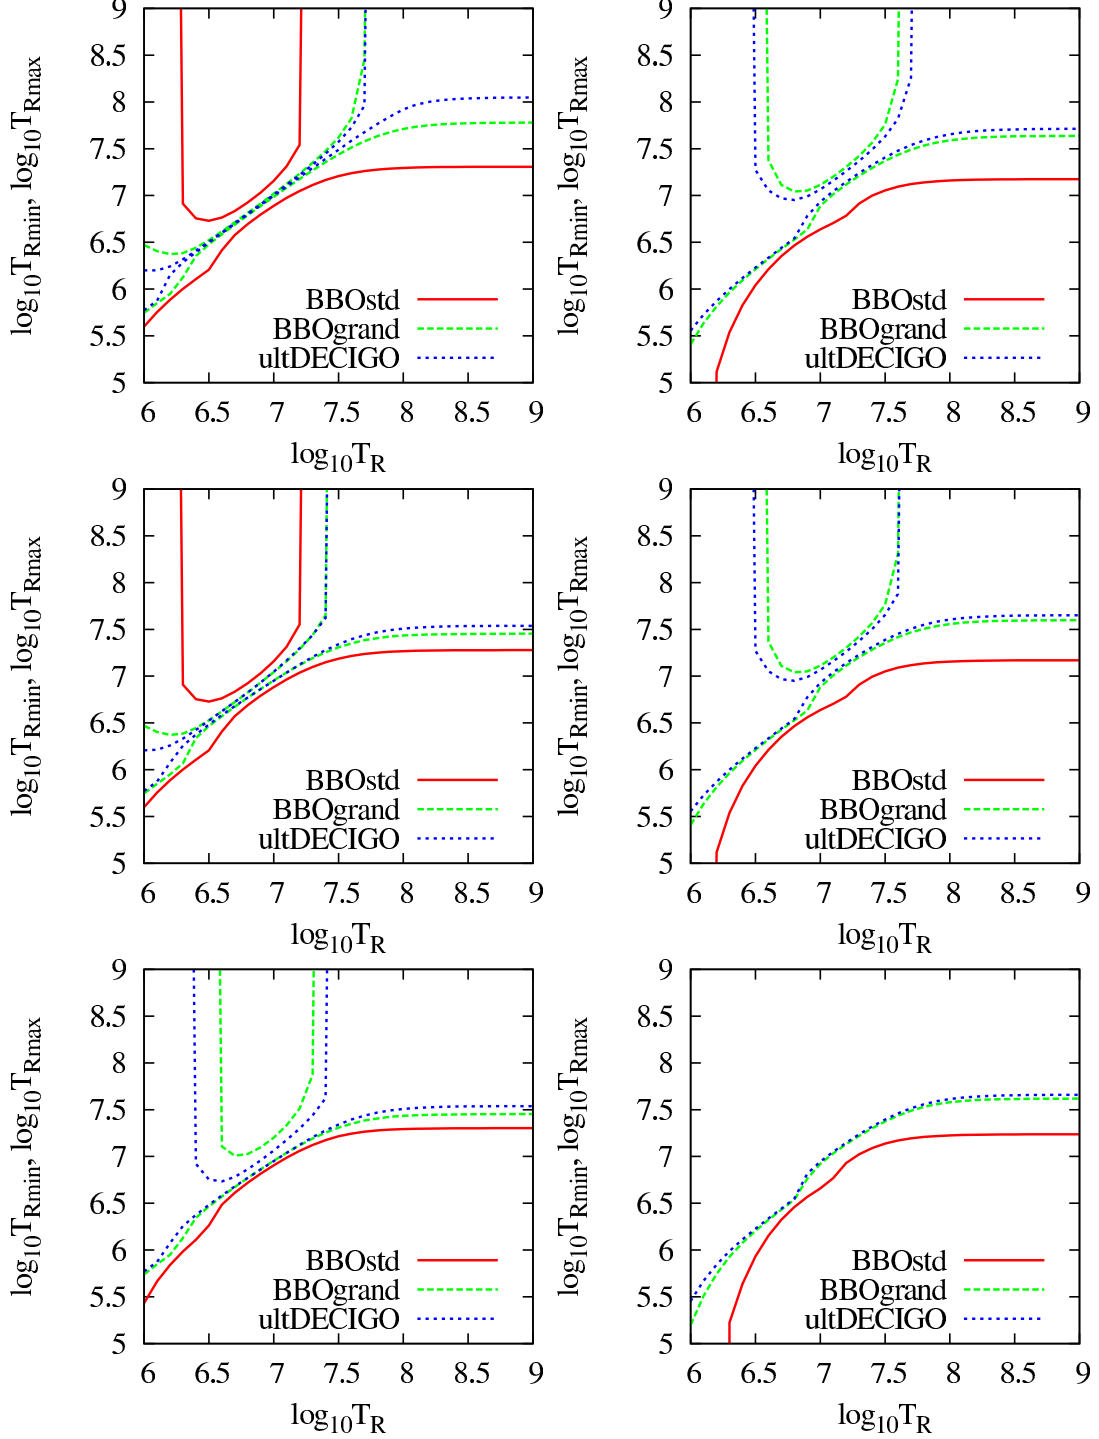 9 9
8.5 8.5
8 8
7.5 7.5
7 7
6.5 6.5
6 6
5.5 5.5
5 5
log10TRmin, log10TRmax log10TRmin, log10TRmax
BBOstd BBOstd
BBOgrand BBOgrand
ultDECIGO ultDECIGO
6 6.5 7 7.5 8 8.5 9 6 6.5 7 7.5 8 8.5 9
log10TR log10TR
9 9
8.5 8.5
8 8
7.5 7.5
7 7
6.5 6.5
6 6
5.5 5.5
5 5
log10TRmin, log10TRmax log10TRmin, log10TRmax
BBOstd BBOstd
BBOgrand BBOgrand
ultDECIGO ultDECIGO
6 6.5 7 7.5 8 8.5 9 6 6.5 7 7.5 8 8.5 9
log10TR log10TR
9 9
8.5 8.5
8 8
7.5 7.5
7 7
6.5 6.5
6 6
5.5 5.5
5 5
log10TRmin, log10TRmax log10TRmin, log10TRmax
BBOstd BBOstd
BBOgrand BBOgrand
ultDECIGO ultDECIGO
6 6.5 7 7.5 8 8.5 9 6 6.5 7 7.5 8 8.5 9
log10TR log10TR